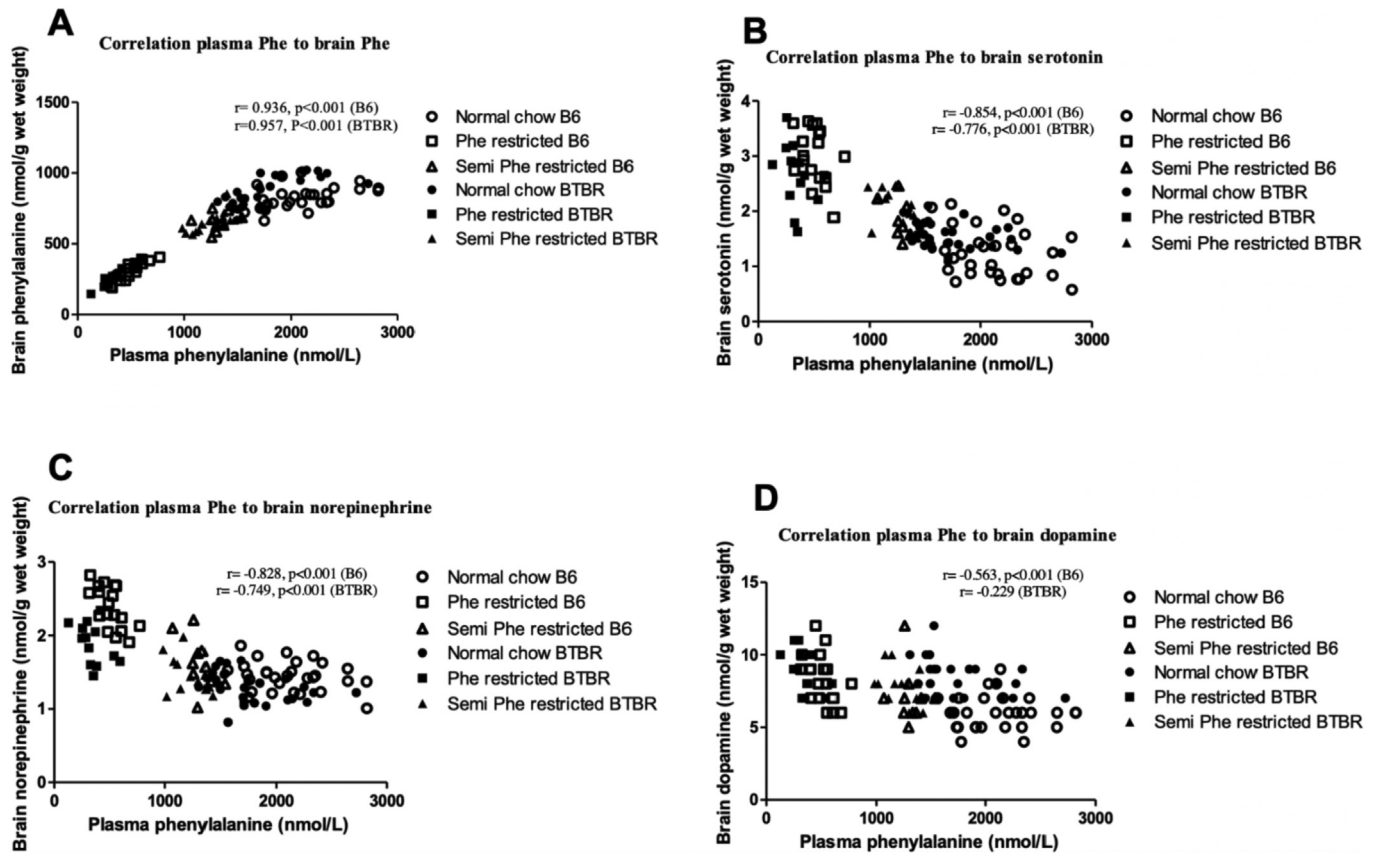 A
Correlation plasma Phe to brain Phe
r= 0.936, p<0.001 (B6)
r=0.957, P<0.001 (BTBR)
Brain phenylalanine (nmol/g wet weight)
1500
1000
500
0
0 1000 2000 3000
Plasma phenylalanine (nmol/L)
Normal chow B6
Phe restricted B6
Semi Phe restricted B6
Normal chow BTBR
Phe restricted BTBR
Semi Phe restricted BTBR
B
Correlation plasma Phe to brain serotonin
r= -0.854, p<0.001 (B6)
r= -0.776, p<0.001 (BTBR)
Brain serotonin (nmol/g wet weight)
4
3
2
1
0
0 1000 2000 3000
Plasma phenylalanine (nmol/L)
Normal chow B6
Phe restricted B6
Semi Phe restricted B6
Normal chow BTBR
Phe restricted BTBR
Semi Phe restricted BTBR
C
Correlation plasma Phe to brain norepinephrine
r= -0.828, p<0.001 (B6)
r= -0.749, p<0.001 (BTBR)
Brain norepinephrine (nmol/g wet weight)
3
2
1
0
0 1000 2000 3000
Plasma phenylalanine (nmol/L)
Normal chow B6
Phe restricted B6
Semi Phe restricted B6
Normal chow BTBR
Phe restricted BTBR
Semi Phe restricted BTBR
D
Correlation plasma Phe to brain dopamine
r= -0.563, p<0.001 (B6)
r= -0.229 (BTBR)
Brain dopamine (nmol/g wet weight)
15
10
5
0
0 1000 2000 3000
Plasma phenylalanine (nmol/L)
Normal chow B6
Phe restricted B6
Semi Phe restricted B6
Normal chow BTBR
Phe restricted BTBR
Semi Phe restricted BTBR